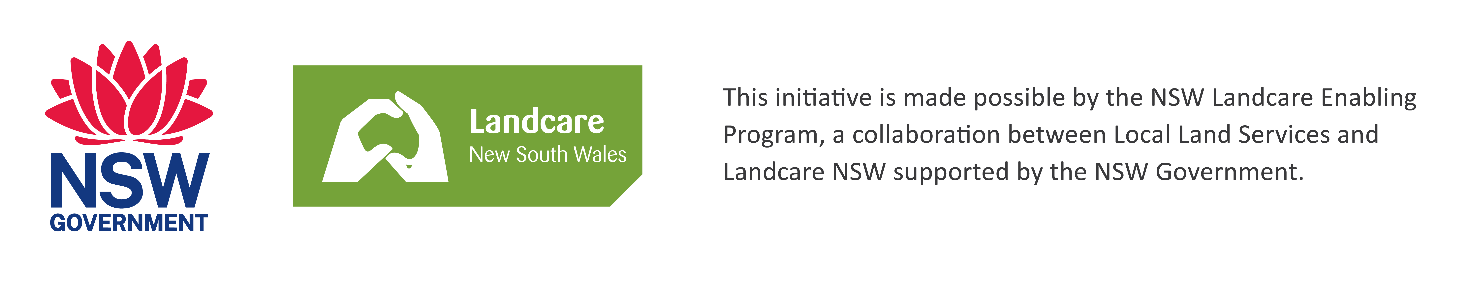 NSW
GOVERNMENT
Landcare
New South Wales
This initiative is made possible by the NSW Landcare Enabling
Program, a collaboration between Local Land Services and
Landcare NSW supported by the NSW Government.